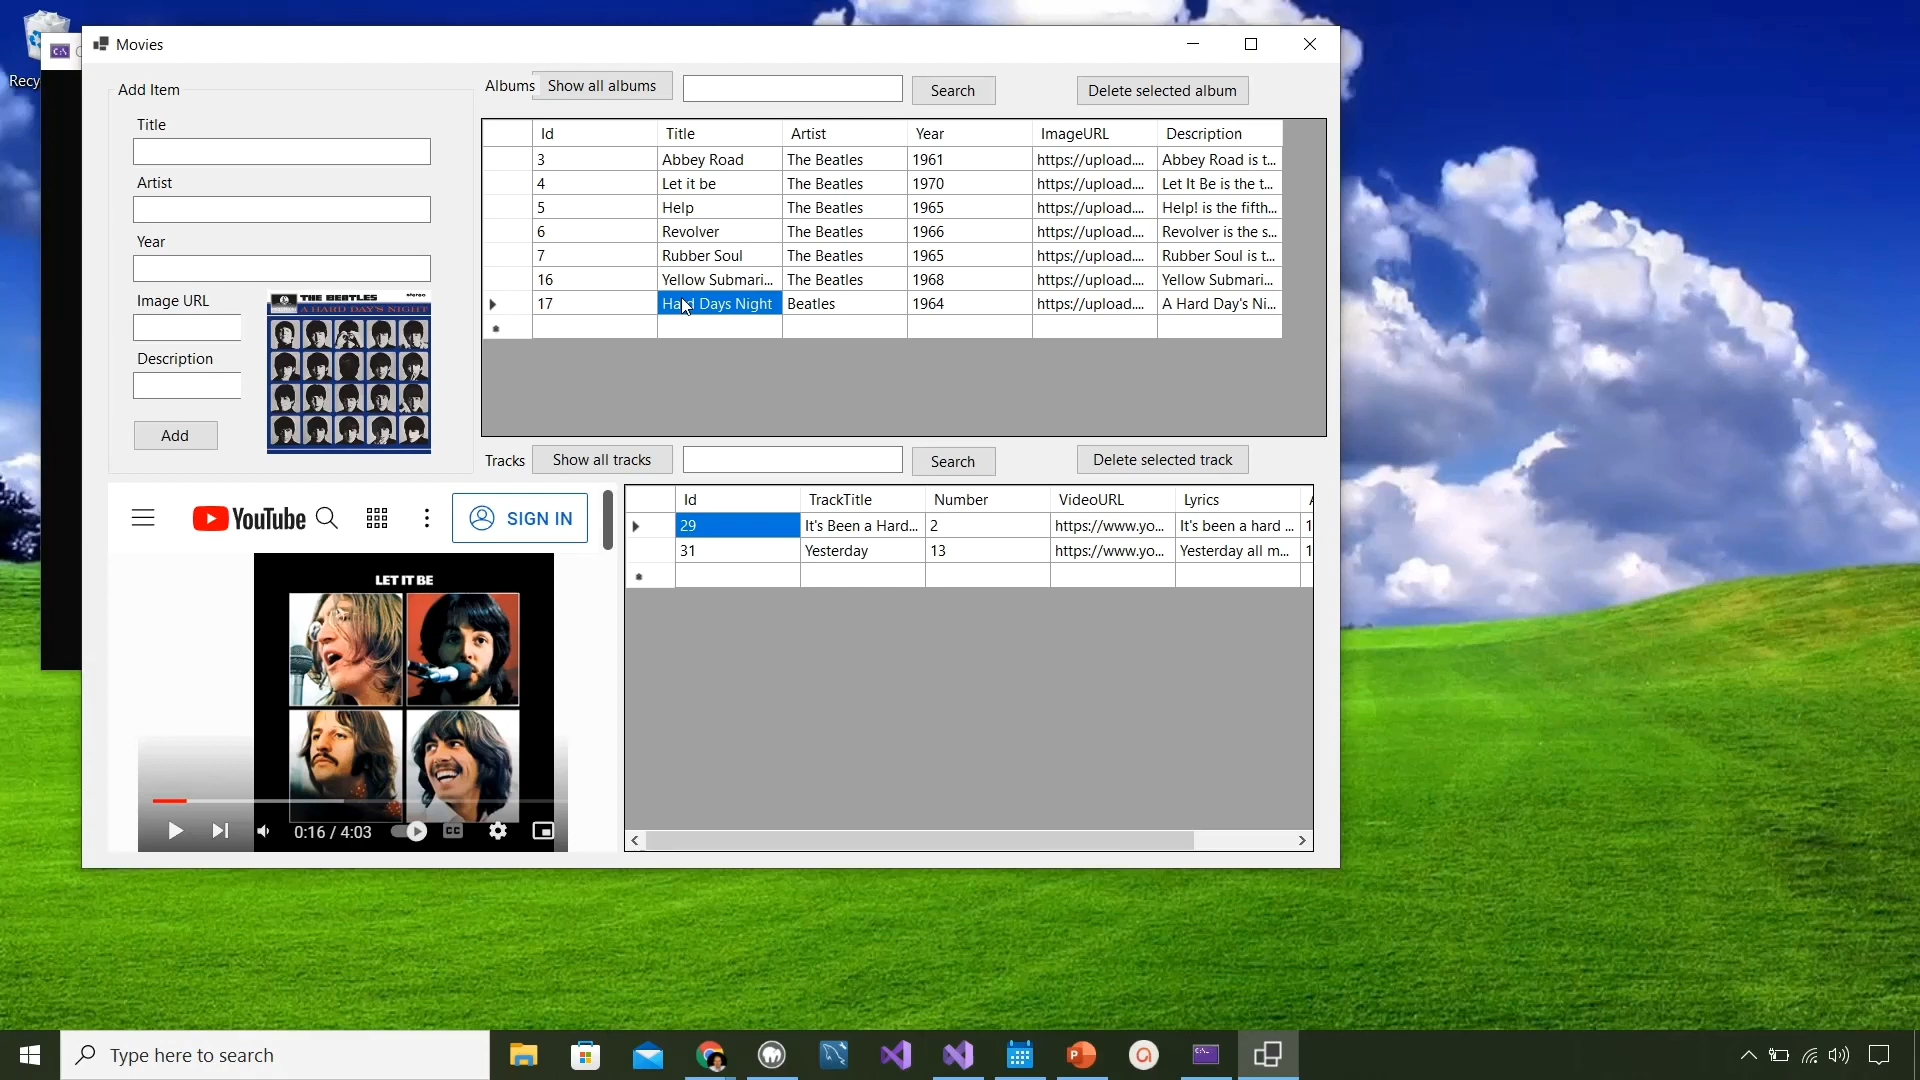 Recy
Movies
Add Item
Title
Artist
Year
Image URL
Description
Add
THE BEATLES
stereo
A HARD DAY'S NIGHT
Albums Show all albums Search Delete selected album
Id Title Artist Year ImageURL Description
3 Abbey Road The Beatles 1961 https://upload.... Abbey Road is t...
4 Let it be The Beatles 1970 https://upload.... Let It Be is the t...
5 Help The Beatles 1965 https://upload.... Help! is the fifth...
6 Revolver The Beatles 1966 https://upload.... Revolver is the s...
7 Rubber Soul The Beatles 1965 https://upload.... Rubber Soul is t...
16 Yellow Submari... The Beatles 1968 https://upload.... Yellow Submari...
17 Hard Days Night Beatles 1964 https://upload.... A Hard Day's Ni...
Tracks Show all tracks Search Delete selected track
Id TrackTitle Number VideoURL Lyrics
29 It's Been a Hard... 2 https://www.yo... It's been a hard ... 1
31 Yesterday 13 https://www.yo... Yesterday all m... 1
YouTube SIGN IN
LET IT BE
0:16 / 4:03 CC
Type here to search